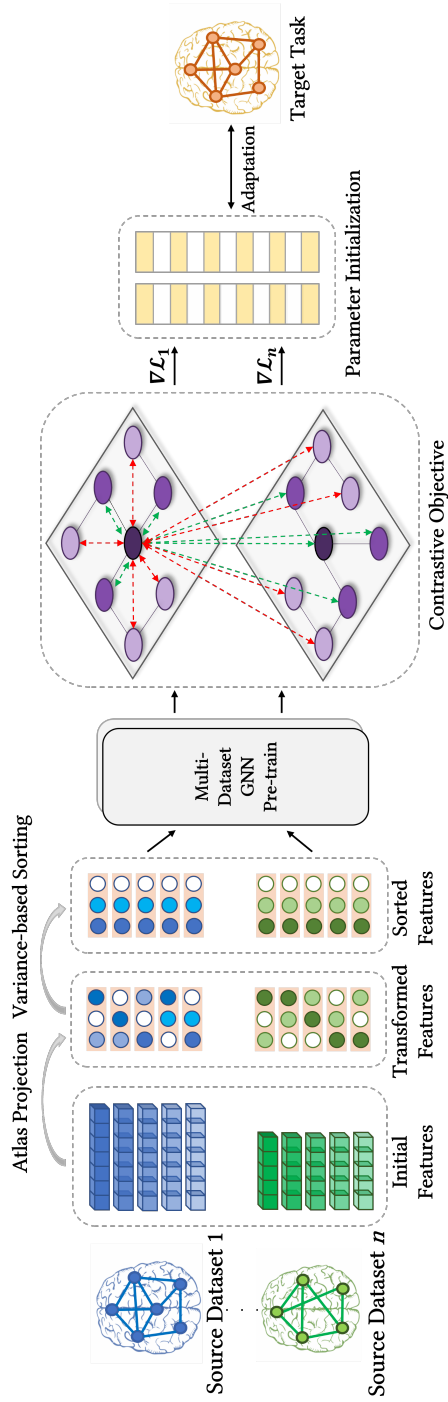 Source Dataset 1
. . . .
Source Dataset n
Atlas Projection
Variance-based Sorting
Initial
Features
Transformed
Features
Sorted
Features
Multi-
Dataset
GNN
Pre-train
Contrastive Objective
∇ℒ1
∇ℒn
Parameter Initialization
Adaptation
Target Task